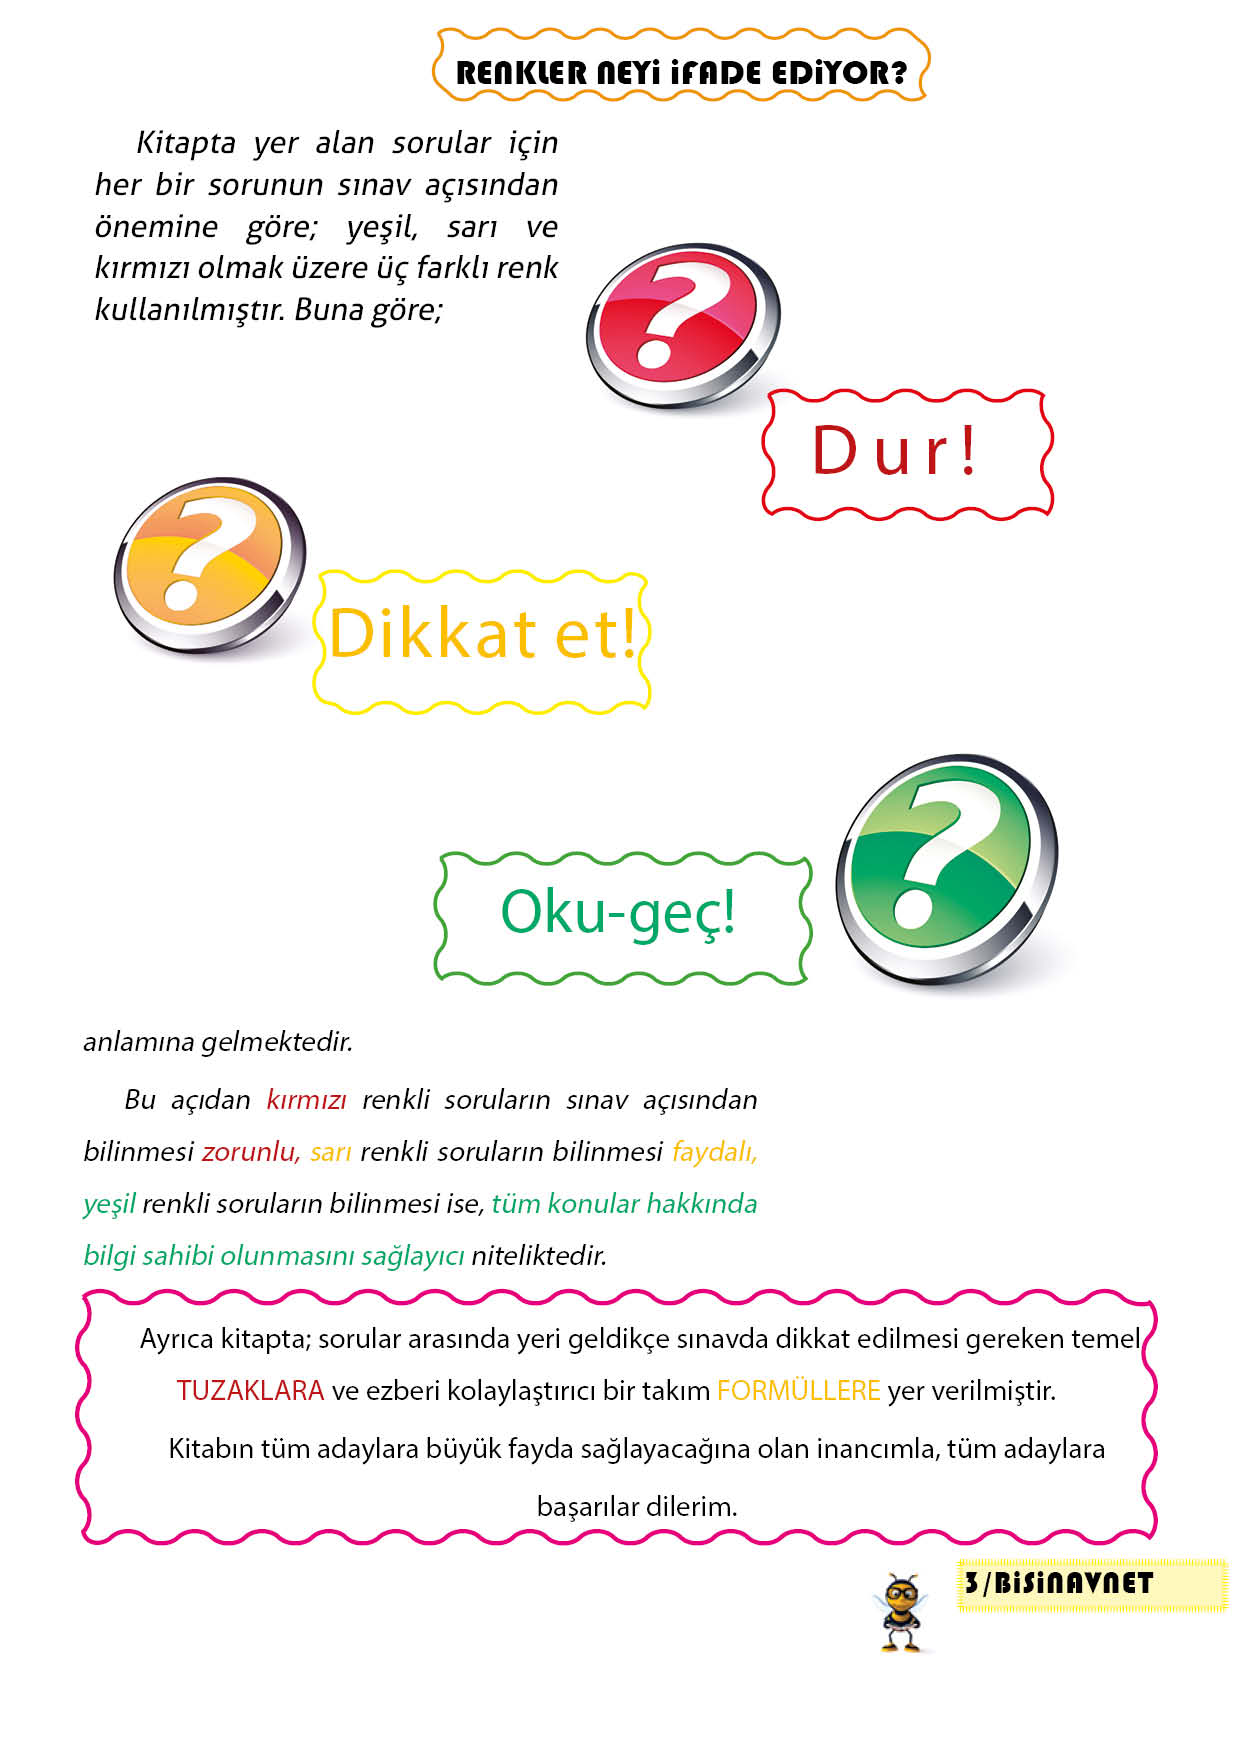 RENKLER NEYİ İFADE EDİYOR?
Kitapta yer alan sorular için
her bir sorunun sınav açısından
önemine göre; yeşil, sarı ve
kırmızı olmak üzere üç farklı renk
kullanılmıştır. Buna göre;
?
Dur!
?
Dikkat et!
?
Oku-geç!
anlamına gelmektedir.
Bu açıdan kırmızı renkli soruların sınav açısından
bilinmesi zorunlu, sarı renkli soruların bilinmesi faydalı,
yeşil renkli soruların bilinmesi ise, tüm konular hakkında
bilgi sahibi olunmasını sağlayıcı niteliktedir.
Ayrıca kitapta; sorular arasında yeri geldikçe sınavda dikkat edilmesi gereken temel
TUZAKLARA ve ezberi kolaylaştırıcı bir takım FORMÜLLERE yer verilmiştir.
Kitabın tüm adaylara büyük fayda sağlayacağına olan inancımla, tüm adaylara
başarılar dilerim.
3/BİSİNAVNET